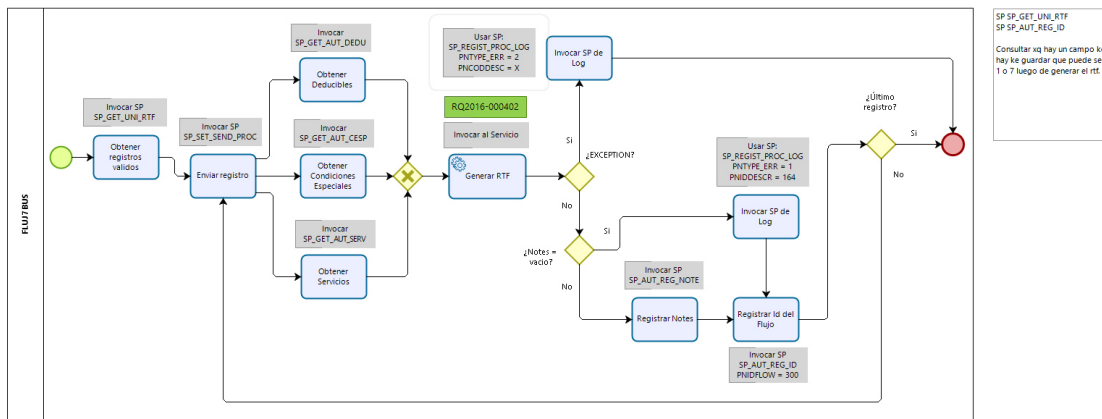 FLUJ7BUS
Invocar SP
SP_GET_UNI_RTF
Obtener
registros
validos
Invocar SP
SP_SET_SEND_PROC
Enviar registro
Invocar
SP_GET_AUT_DEDU
Obtener
Deducibles
Invocar
SP_GET_AUT_CESP
Obtener
Condiciones
Especiales
Invocar
SP_GET_AUT_SERV
Obtener
Servicios
Usar SP:
SP_REGIST_PROC_LOG
PNTYPE_ERR = 2
PNCODDESC = X
RQ2016-000402
Invocar al Servicio
Generar RTF
Invocar SP de
Log
Si
¿EXCEPTION?
No
¿Notes =
vacio?
Si
No
Invocar SP
SP_AUT_REG_NOTE
Registrar Notes
Usar SP:
SP_REGIST_PROC_LOG
PNTYPE_ERR = 1
PNIDDESCR = 164
Invocar SP de
Log
Registrar Id del
Flujo
Invocar SP
SP_AUT_REG_ID
PNIDFLOW = 300
¿Último
registro?
Si
No
SP SP_GET_UNI_RTF
SP SP_AUT_REG_ID
Consultar xq hay un campo ke
hay ke guardar que puede se
1 o 7 luego de generar el rtf.